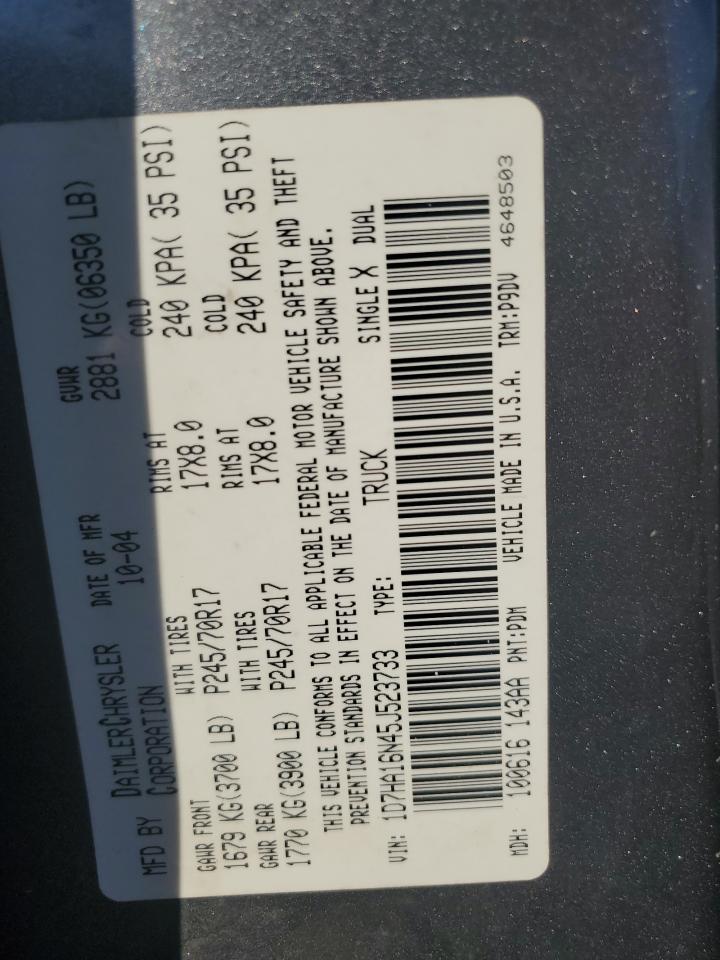 MFD BY DAIMLERCHRYSLER DATE OF MFR GVWR
CORPORATION 10-04 2881 KG(06350 LB)
GAWR FRONT WITH TIRES RIMS AT COLD
1679 KG(3700 LB) P245/70R17 17X8.0 240 KPA( 35 PSI)
GAWR REAR WITH TIRES RIMS AT COLD
1770 KG(3900 LB) P245/70R17 17X8.0 240 KPA( 35 PSI)
THIS VEHICLE CONFORMS TO ALL APPLICABLE FEDERAL MOTOR VEHICLE SAFETY AND THEFT
PREVENTION STANDARDS IN EFFECT ON THE DATE OF MANUFACTURE SHOWN ABOVE.
VIN: 1D7HA16N45J523733 TYPE: TRUCK SINGLE X DUAL
MDH: 100616 143AA PNT:PDM VEHICLE MADE IN U.S.A. TRM:P9DV 4648503